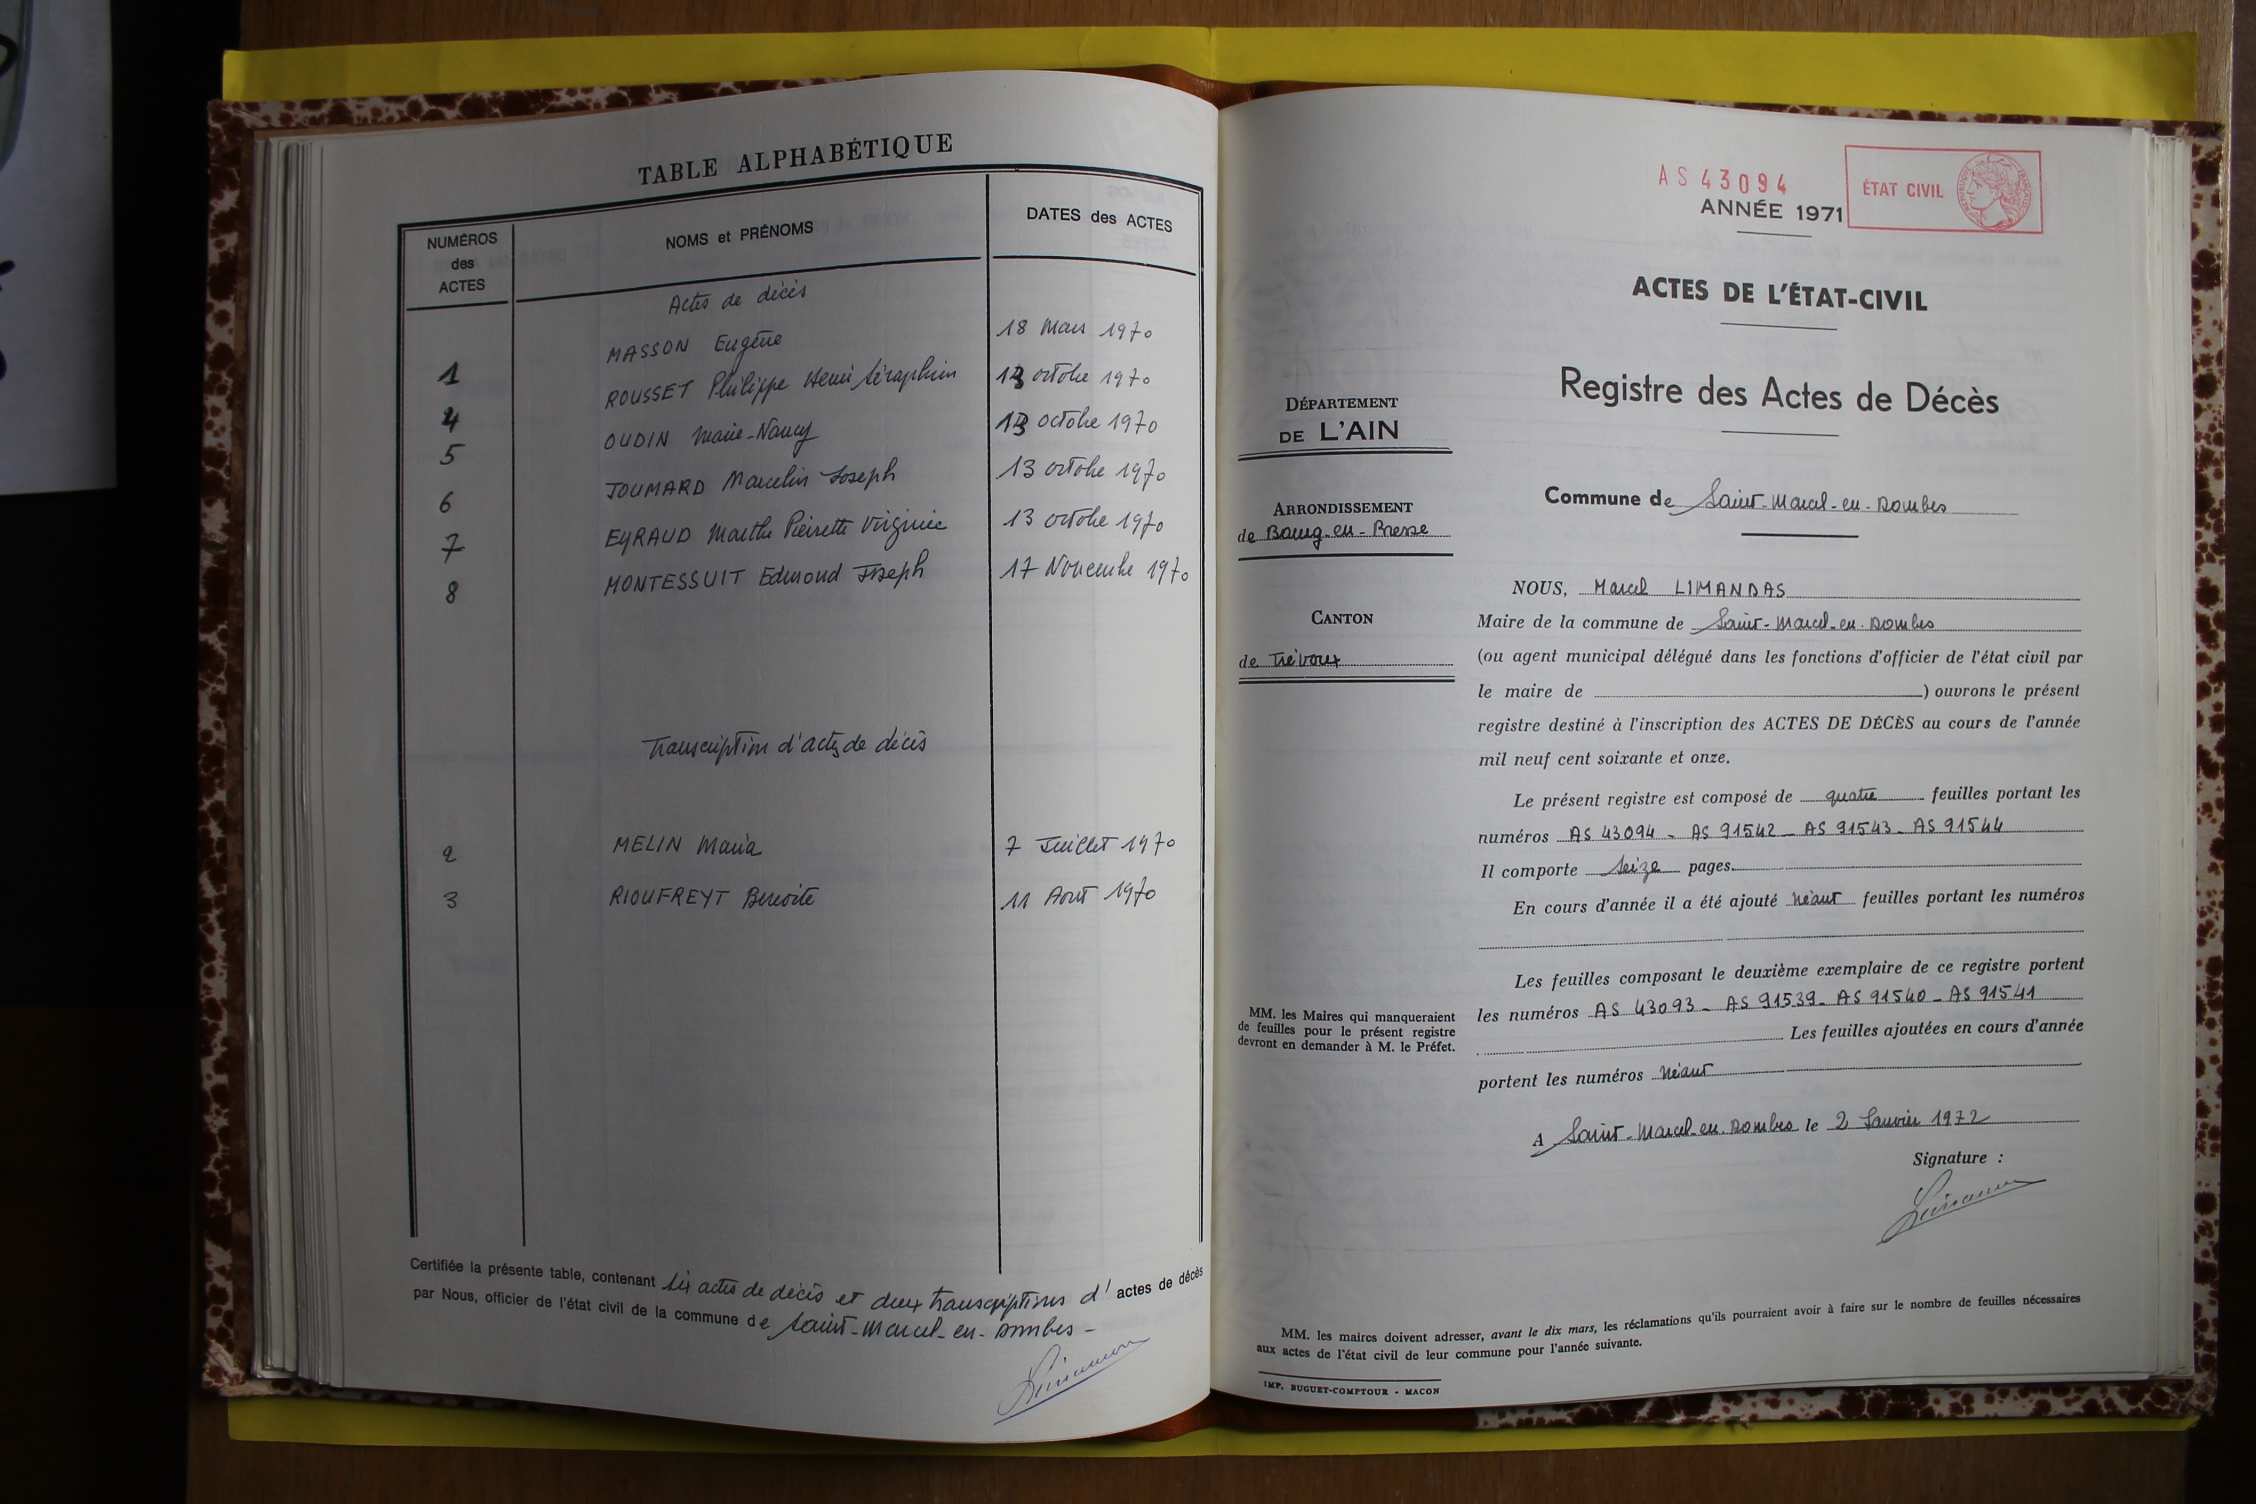 TABLE ALPHABÉTIQUE
NUMÉROS
des
ACTES
NOMS et PRÉNOMS
DATES des ACTES
Actes de décès
1 MASSON Eugène 18 Mars 1970
4 ROUSSET Philippe Henri Séraphin 13 octobre 1970
5 OUDIN Marie-Nancy 13 octobre 1970
6 JOUMARD Marcelin Joseph 13 octobre 1970
7 EYRAUD Marthe Pierrette Virginie 13 octobre 1970
8 MONTESSUIT Edmond Joseph 17 Novembre 1970
Transcription d'actes de décès
2 MELIN Maria 7 Juillet 1970
3 RIOUFREYT Benoite 11 Aout 1970
Certifiée la présente table, contenant six actes de décès et deux transcriptions d' actes de décès
par Nous, officier de l'état civil de la commune de Saint-Marcel-en-Dombes-
AS 43094
ÉTAT CIVIL
ANNÉE 1971
ACTES DE L'ÉTAT-CIVIL
Registre des Actes de Décès
DÉPARTEMENT
DE L'AIN
ARRONDISSEMENT
de Bourg-en-Bresse
CANTON
de Trévoux
MM. les Maires qui manqueraient
de feuilles pour le présent registre
devront en demander à M. le Préfet.
Commune de Saint-Marcel-en-Dombes
NOUS, Marcel LIMANDAS
Maire de la commune de Saint-Marcel-en-Dombes
(ou agent municipal délégué dans les fonctions d'officier de l'état civil par
le maire de ) ouvrons le présent
registre destiné à l'inscription des ACTES DE DÉCÈS au cours de l'année
mil neuf cent soixante et onze.
Le présent registre est composé de quatre feuilles portant les
numéros AS 43094 - AS 91542 - AS 91543 - AS 91544
Il comporte seize pages.
En cours d'année il a été ajouté néant feuilles portant les numéros
Les feuilles composant le deuxième exemplaire de ce registre portent
les numéros AS 43093 - AS 91539 - AS 91540 - AS 91541
Les feuilles ajoutées en cours d'année
portent les numéros néant
A Saint-Marcel-en-Dombes le 2 Janvier 1972
Signature :
MM. les maires doivent adresser, avant le dix mars, les réclamations qu'ils pourraient avoir à faire sur le nombre de feuilles nécessaires
aux actes de l'état civil de leur commune pour l'année suivante.
IMP. BUGUET-COMPTOUR - MACON